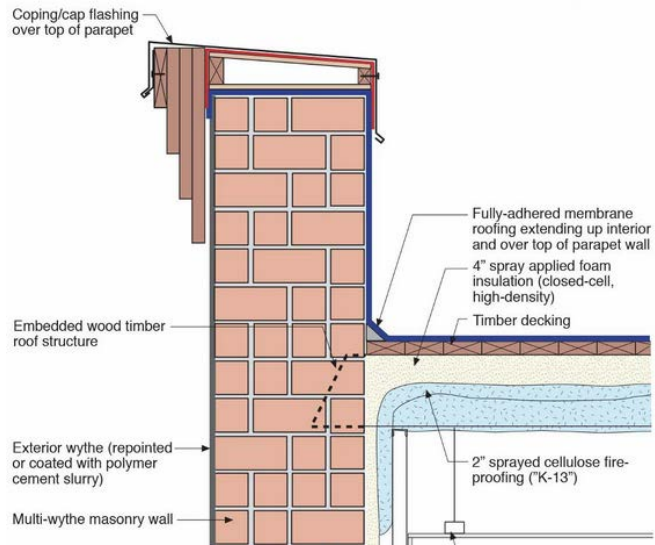 Coping/cap flashing
over top of parapet
Fully-adhered membrane
roofing extending up interior
and over top of parapet wall
4" spray applied foam
insulation (closed-cell,
high-density)
Timber decking
Embedded wood timber
roof structure
Exterior wythe (repointed
or coated with polymer
cement slurry)
2" sprayed cellulose fire-
proofing ("K-13")
Multi-wythe masonry wall